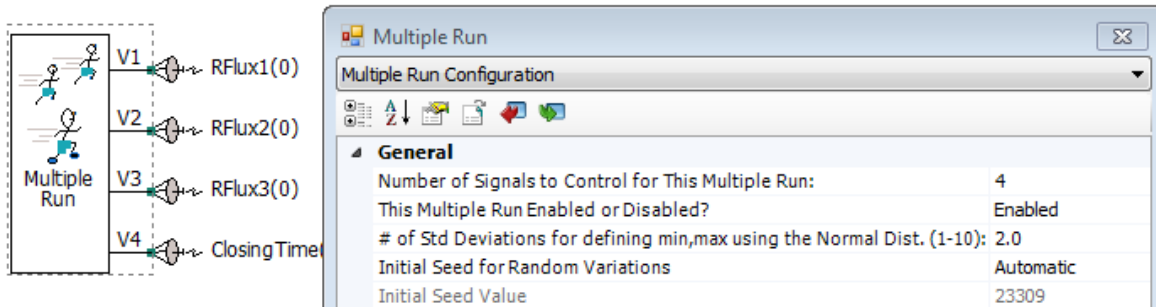 Multiple Run
V1
RFlux1(0)
V2
RFlux2(0)
V3
RFlux3(0)
V4
ClosingTime(
Multiple Run
Multiple Run Configuration
A
Z
General
Number of Signals to Control for This Multiple Run: 4
This Multiple Run Enabled or Disabled? Enabled
# of Std Deviations for defining min,max using the Normal Dist. (1-10): 2.0
Initial Seed for Random Variations Automatic
Initial Seed Value 23309